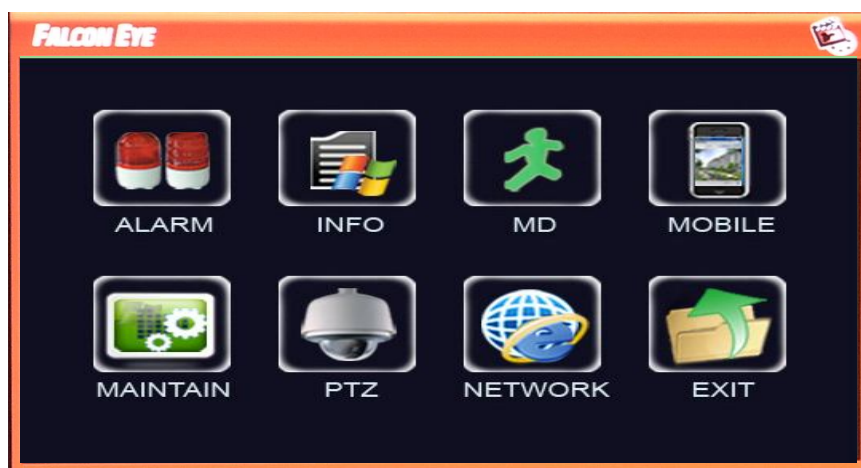 FALCON EYE
ALARM INFO MD MOBILE
MAINTAIN PTZ NETWORK EXIT